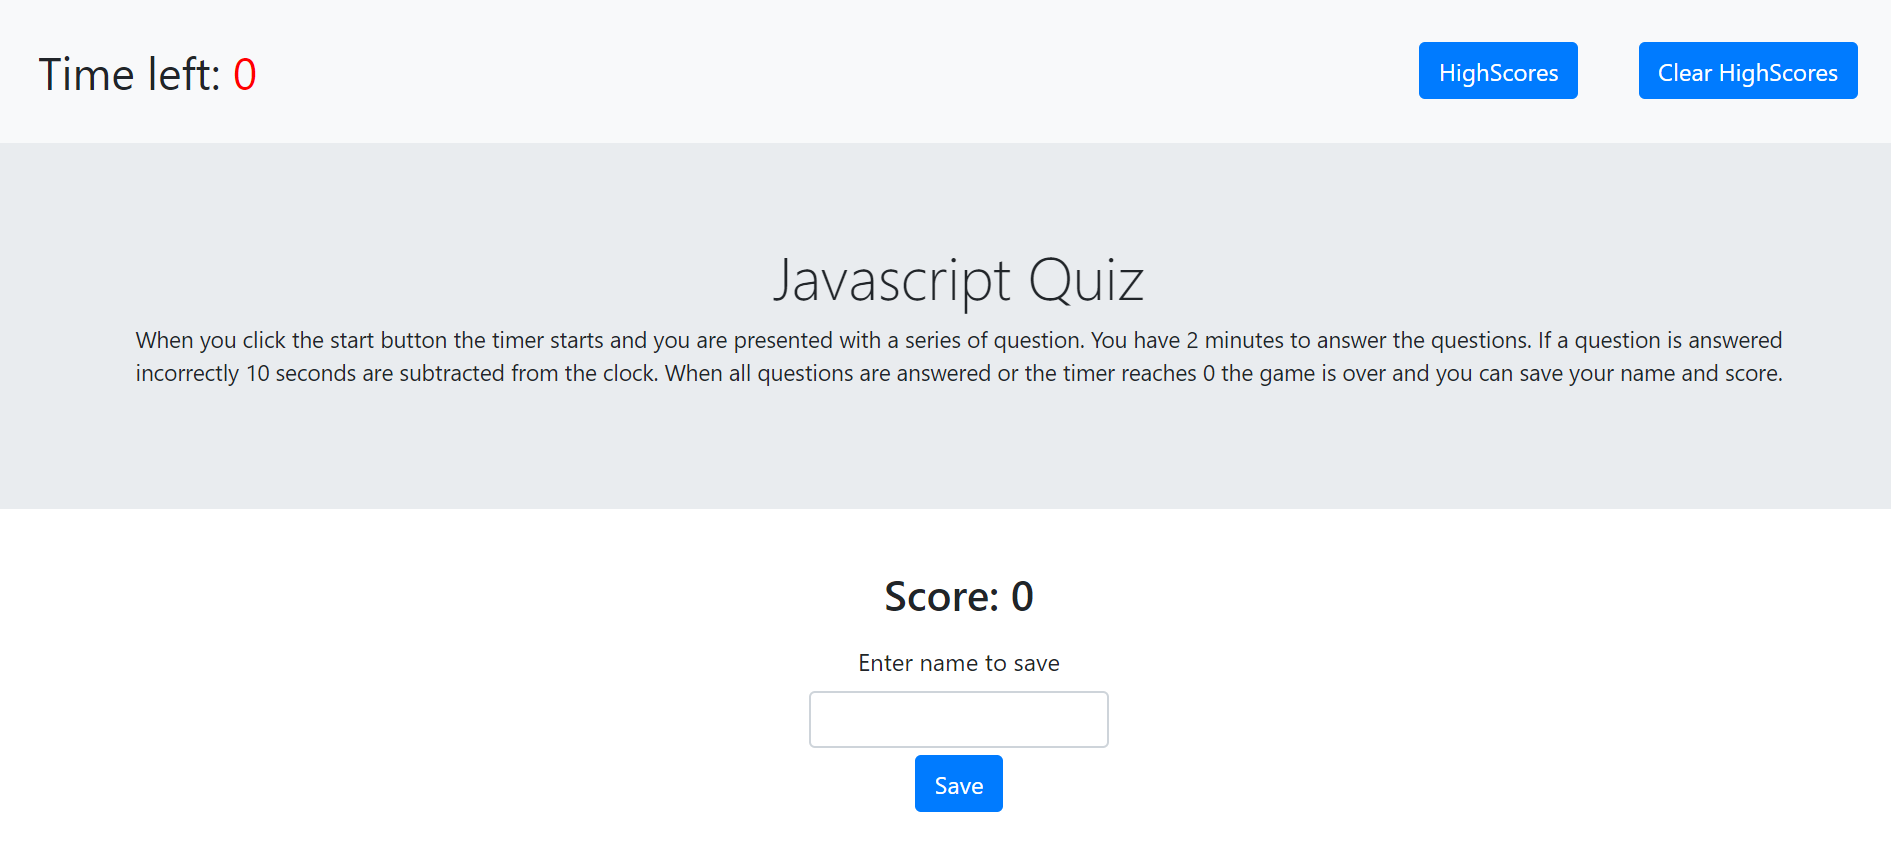 Time left: 0
HighScores
Clear HighScores
Javascript Quiz
When you click the start button the timer starts and you are presented with a series of question. You have 2 minutes to answer the questions. If a question is answered
incorrectly 10 seconds are subtracted from the clock. When all questions are answered or the timer reaches 0 the game is over and you can save your name and score.
Score: 0
Enter name to save
Save